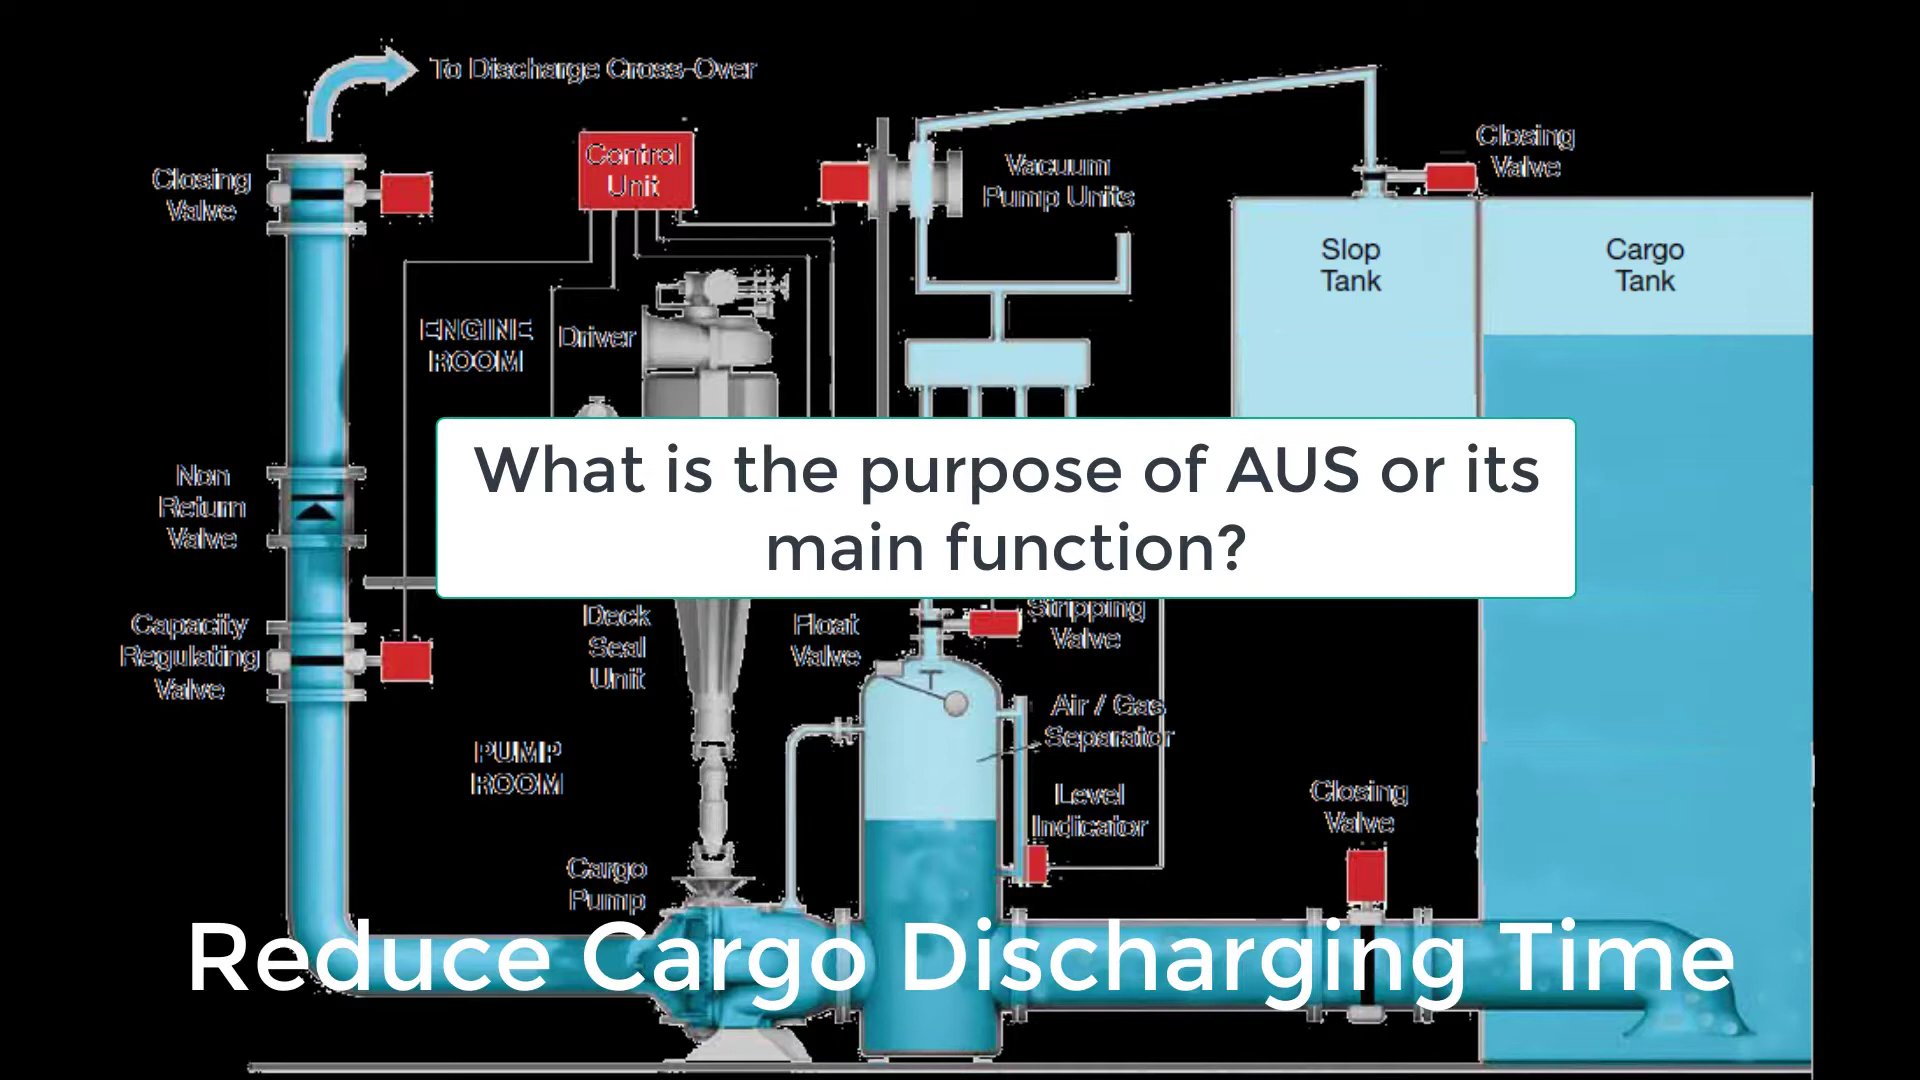 To Discharge Cross-Over
Closing
Valve
Control
Unit
Vacuum
Pump Units
Closing
Valve
Slop
Tank
Cargo
Tank
ENGINE
ROOM
Driver
What is the purpose of AUS or its
main function?
Non
Return
Valve
Capacity
Regulating
Valve
Deck
Seal
Unit
Float
Valve
Stripping
Valve
Air / Gas
Separator
PUMP
ROOM
Level
Indicator
Closing
Valve
Cargo
Pump
Reduce Cargo Discharging Time